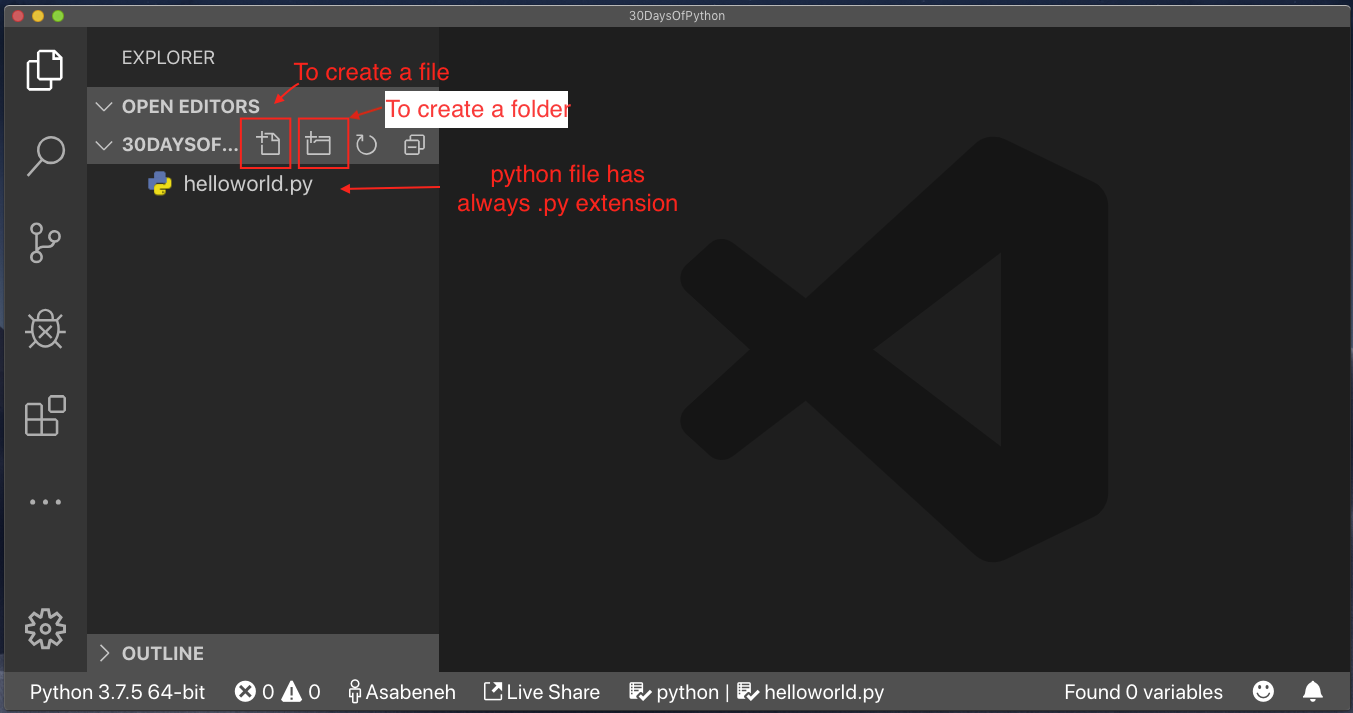 30DaysOfPython
EXPLORER
To create a file
OPEN EDITORS
To create a folder
30DAYSOF...
helloworld.py
python file has
always .py extension
OUTLINE
Python 3.7.5 64-bit 0 0 Asabeneh Live Share python | helloworld.py Found 0 variables